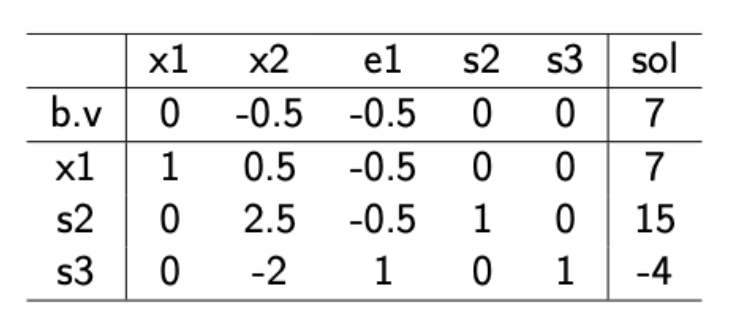 x1 x2 e1 s2 s3 sol
b.v 0 -0.5 -0.5 0 0 7
x1 1 0.5 -0.5 0 0 7
s2 0 2.5 -0.5 1 0 15
s3 0 -2 1 0 1 -4